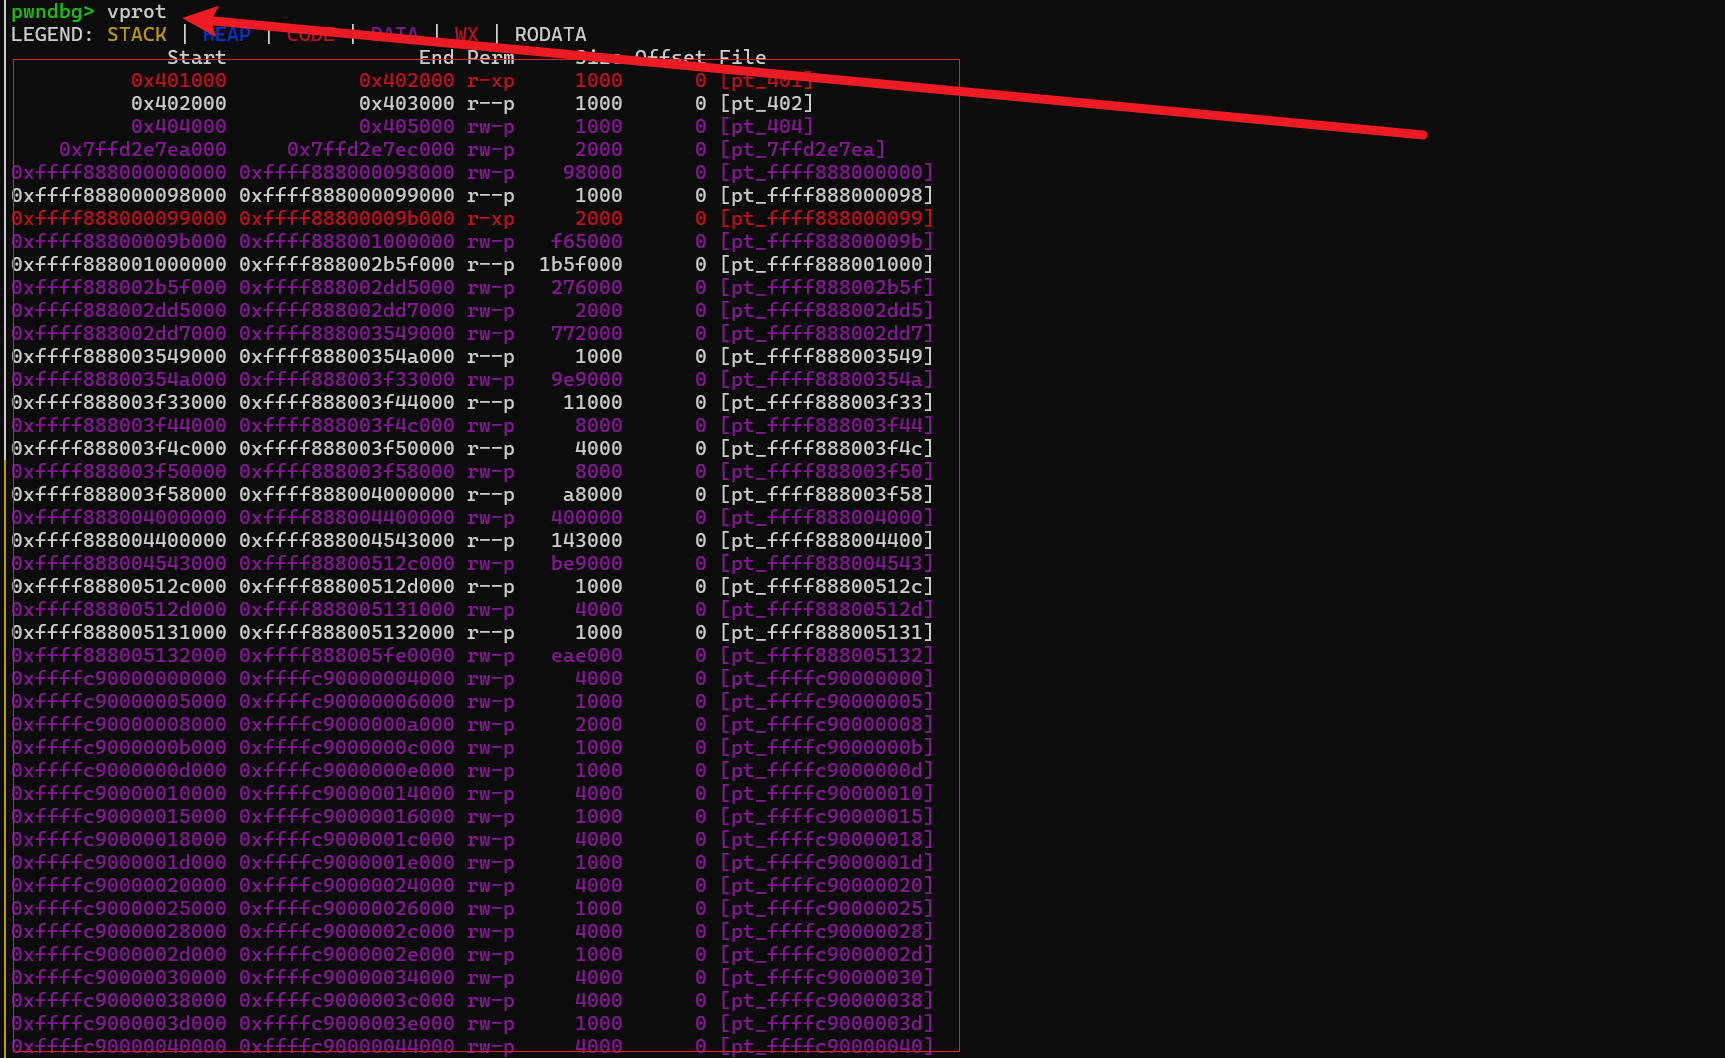 pwndbg> vprot
LEGEND: STACK | HEAP | CODE | DATA | WX | RODATA
Start End Perm Size Offset File
0x401000 0x402000 r-xp 1000 0 [pt_401]
0x402000 0x403000 r--p 1000 0 [pt_402]
0x404000 0x405000 rw-p 1000 0 [pt_404]
0x7ffd2e7ea000 0x7ffd2e7ec000 rw-p 2000 0 [pt_7ffd2e7ea]
0xffff888000000000 0xffff888000098000 rw-p 98000 0 [pt_ffff888000000]
0xffff888000098000 0xffff888000099000 r--p 1000 0 [pt_ffff888000098]
0xffff888000099000 0xffff88800009b000 r-xp 2000 0 [pt_ffff888000099]
0xffff88800009b000 0xffff888001000000 rw-p f65000 0 [pt_ffff88800009b]
0xffff888001000000 0xffff888002b5f000 r--p 1b5f000 0 [pt_ffff888001000]
0xffff888002b5f000 0xffff888002dd5000 rw-p 276000 0 [pt_ffff888002b5f]
0xffff888002dd5000 0xffff888002dd7000 rw-p 2000 0 [pt_ffff888002dd5]
0xffff888002dd7000 0xffff888003549000 rw-p 772000 0 [pt_ffff888002dd7]
0xffff888003549000 0xffff88800354a000 r--p 1000 0 [pt_ffff888003549]
0xffff88800354a000 0xffff888003f33000 rw-p 9e9000 0 [pt_ffff88800354a]
0xffff888003f33000 0xffff888003f44000 r--p 11000 0 [pt_ffff888003f33]
0xffff888003f44000 0xffff888003f4c000 rw-p 8000 0 [pt_ffff888003f44]
0xffff888003f4c000 0xffff888003f50000 r--p 4000 0 [pt_ffff888003f4c]
0xffff888003f50000 0xffff888003f58000 rw-p 8000 0 [pt_ffff888003f50]
0xffff888003f58000 0xffff888004000000 r--p a8000 0 [pt_ffff888003f58]
0xffff888004000000 0xffff888004400000 rw-p 400000 0 [pt_ffff888004000]
0xffff888004400000 0xffff888004543000 r--p 143000 0 [pt_ffff888004400]
0xffff888004543000 0xffff88800512c000 rw-p be9000 0 [pt_ffff888004543]
0xffff88800512c000 0xffff88800512d000 r--p 1000 0 [pt_ffff88800512c]
0xffff88800512d000 0xffff888005131000 rw-p 4000 0 [pt_ffff88800512d]
0xffff888005131000 0xffff888005132000 r--p 1000 0 [pt_ffff888005131]
0xffff888005132000 0xffff888005fe0000 rw-p eae000 0 [pt_ffff888005132]
0xffffc90000000000 0xffffc90000004000 rw-p 4000 0 [pt_ffffc90000000]
0xffffc90000005000 0xffffc90000006000 rw-p 1000 0 [pt_ffffc90000005]
0xffffc90000008000 0xffffc9000000a000 rw-p 2000 0 [pt_ffffc90000008]
0xffffc9000000b000 0xffffc9000000c000 rw-p 1000 0 [pt_ffffc9000000b]
0xffffc9000000d000 0xffffc9000000e000 rw-p 1000 0 [pt_ffffc9000000d]
0xffffc90000010000 0xffffc90000014000 rw-p 4000 0 [pt_ffffc90000010]
0xffffc90000015000 0xffffc90000016000 rw-p 1000 0 [pt_ffffc90000015]
0xffffc90000018000 0xffffc9000001c000 rw-p 4000 0 [pt_ffffc90000018]
0xffffc9000001d000 0xffffc9000001e000 rw-p 1000 0 [pt_ffffc9000001d]
0xffffc90000020000 0xffffc90000024000 rw-p 4000 0 [pt_ffffc90000020]
0xffffc90000025000 0xffffc90000026000 rw-p 1000 0 [pt_ffffc90000025]
0xffffc90000028000 0xffffc9000002c000 rw-p 4000 0 [pt_ffffc90000028]
0xffffc9000002d000 0xffffc9000002e000 rw-p 1000 0 [pt_ffffc9000002d]
0xffffc90000030000 0xffffc90000034000 rw-p 4000 0 [pt_ffffc90000030]
0xffffc90000038000 0xffffc9000003c000 rw-p 4000 0 [pt_ffffc90000038]
0xffffc9000003d000 0xffffc9000003e000 rw-p 1000 0 [pt_ffffc9000003d]
0xffffc90000040000 0xffffc90000044000 rw-p 4000 0 [pt_ffffc90000040]